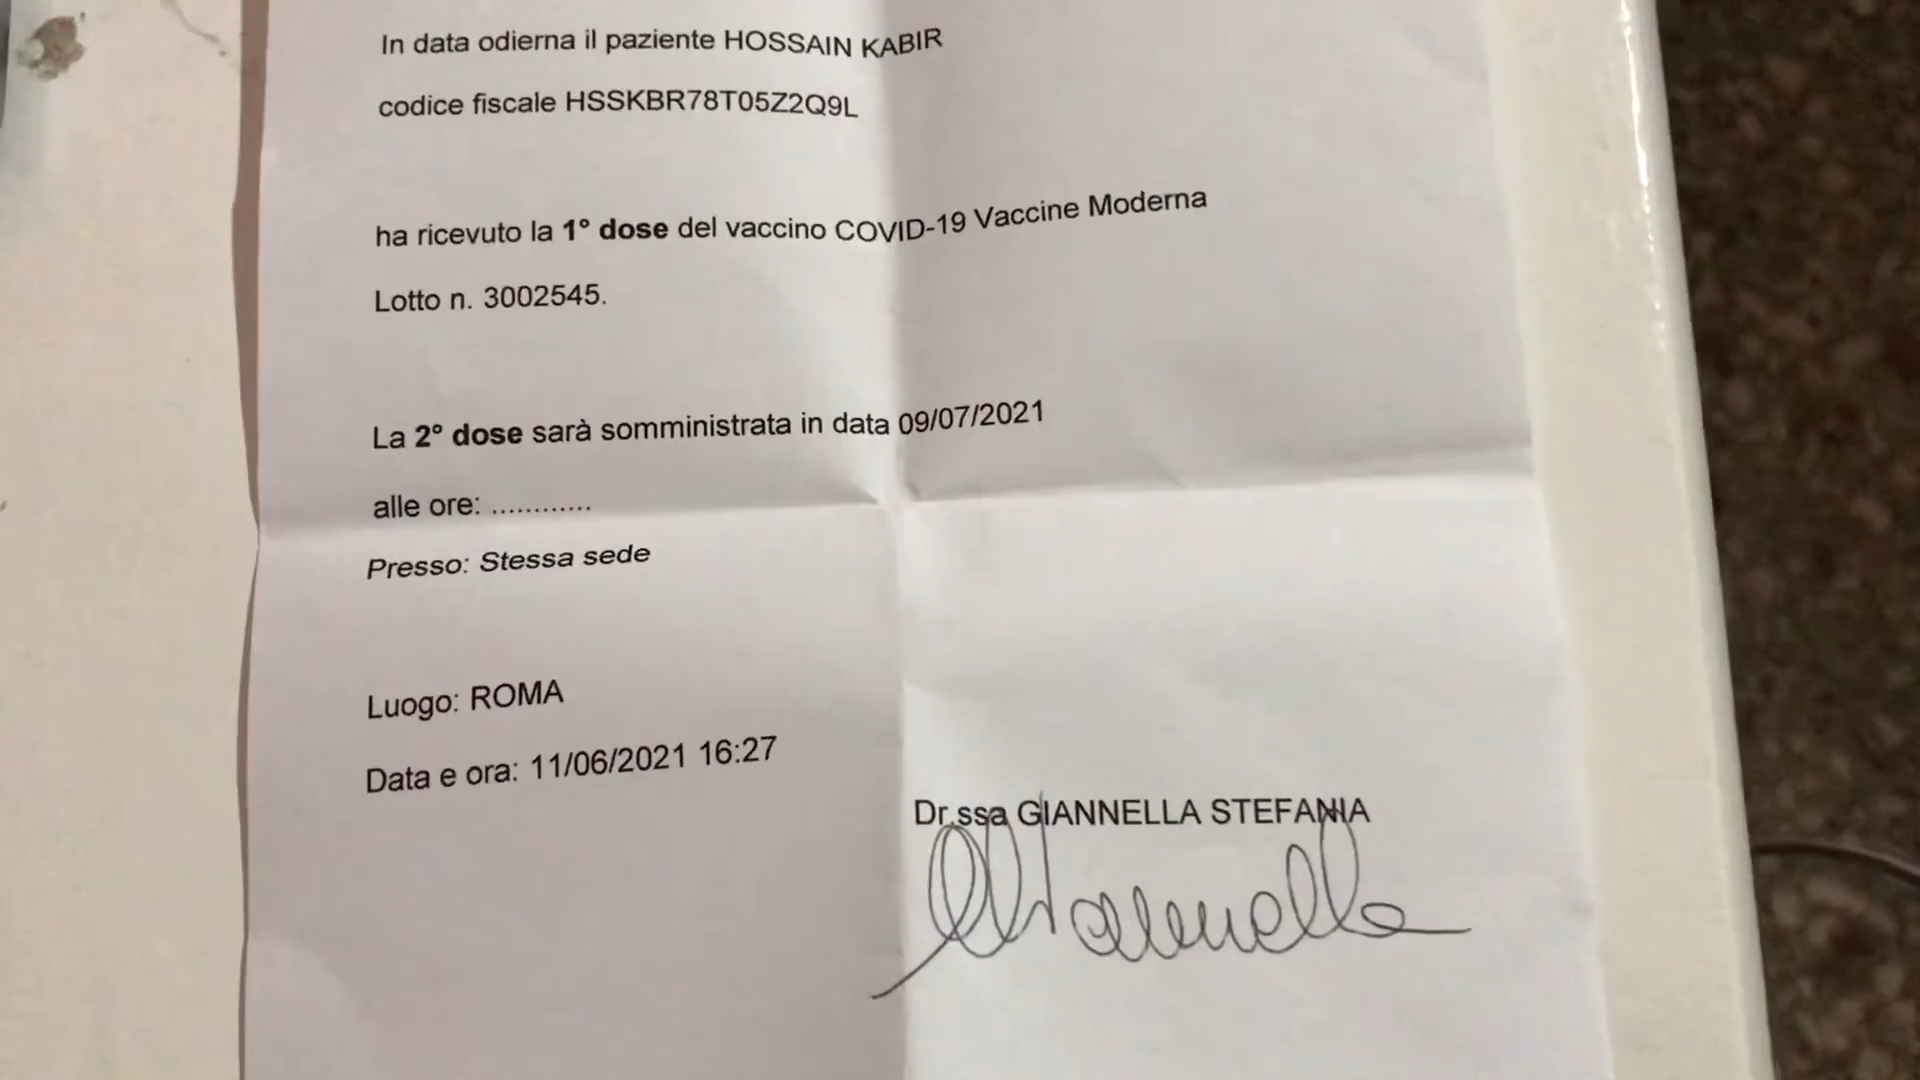 In data odierna il paziente HOSSAIN KABIR
codice fiscale HSSKBR78T05Z2Q9L
ha ricevuto la 1° dose del vaccino COVID-19 Vaccine Moderna
Lotto n. 3002545.
La 2° dose sarà somministrata in data 09/07/2021
alle ore: ............
Presso: Stessa sede
Luogo: ROMA
Data e ora: 11/06/2021 16:27
Dr.ssa GIANNELLA STEFANIA